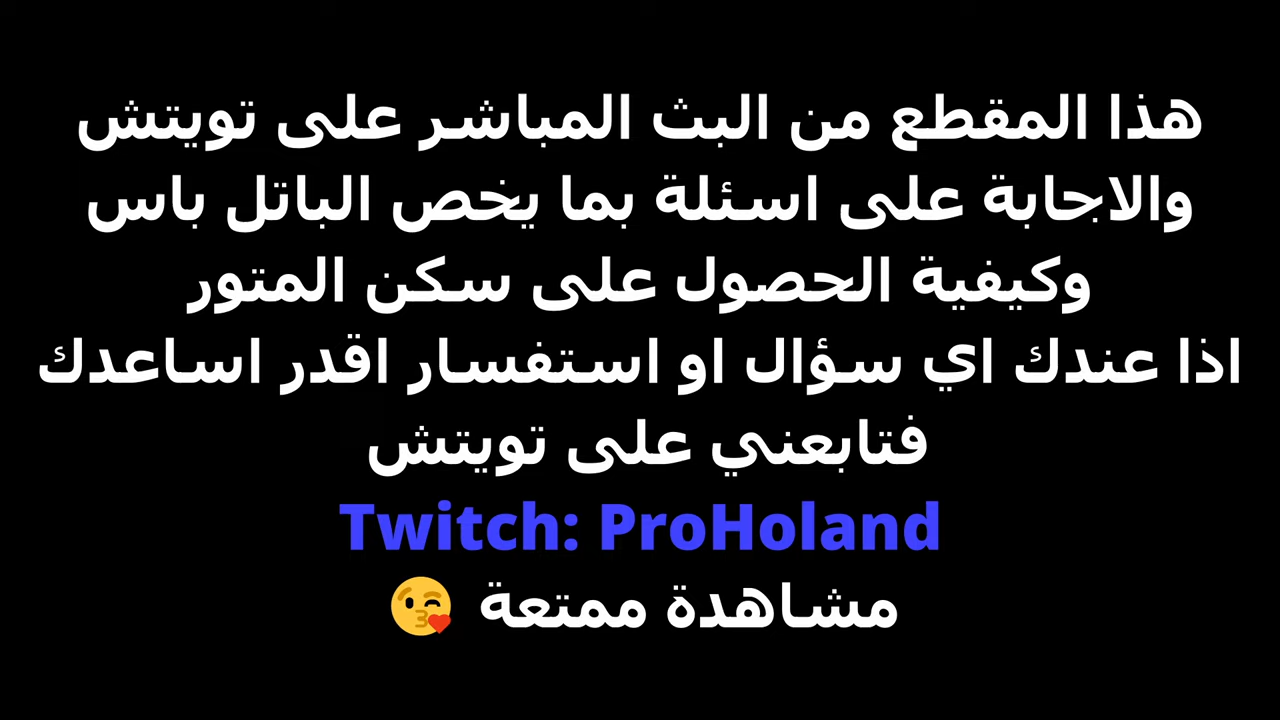 هذا المقطع من البث المباشر على تويتش
والاجابة على اسئلة بما يخص الباتل باس
وكيفية الحصول على سكن المتور
اذا عندك اي سؤال او استفسار اقدر اساعدك
فتابعني على تويتش
Twitch: ProHoland
مشاهدة ممتعة 😘